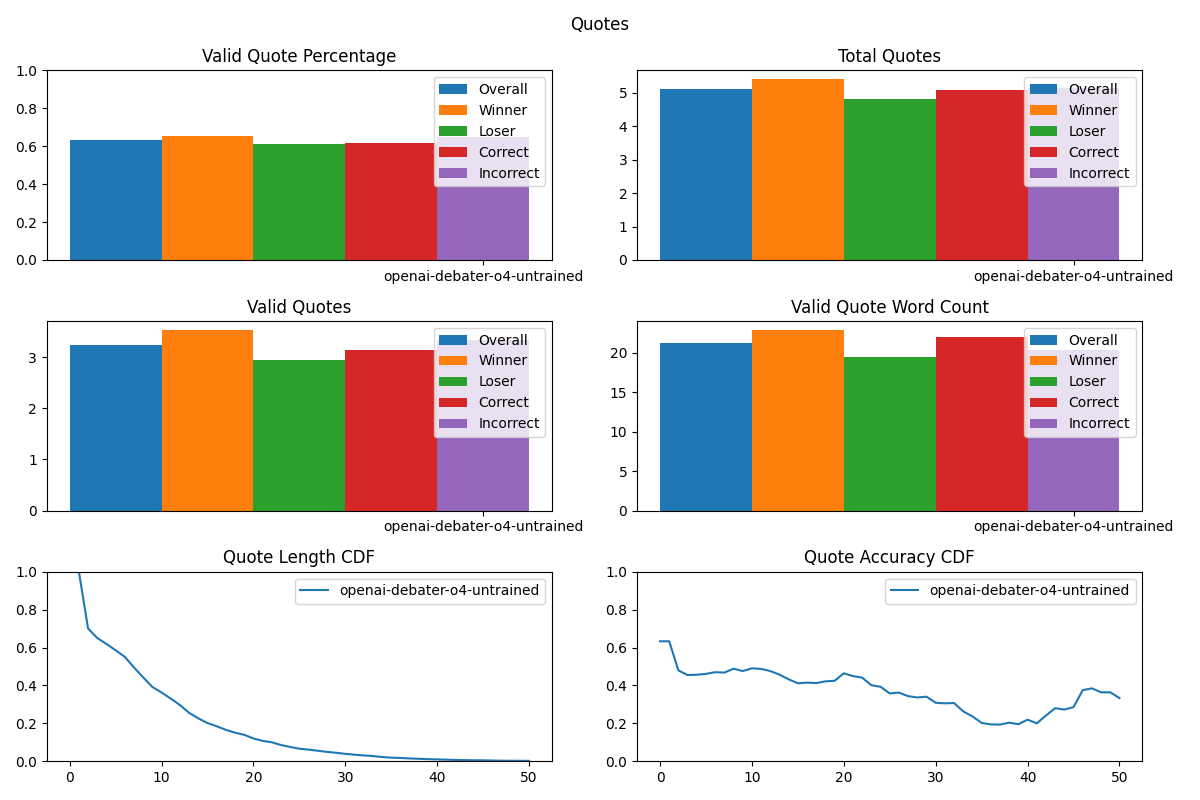 Quotes
Valid Quote Percentage
1.0
0.8
0.6
0.4
0.2
0.0
Overall
Winner
Loser
Correct
Incorrect
openai-debater-o4-untrained
Total Quotes
5
4
3
2
1
0
Overall
Winner
Loser
Correct
Incorrect
openai-debater-o4-untrained
Valid Quotes
3
2
1
0
Overall
Winner
Loser
Correct
Incorrect
openai-debater-o4-untrained
Valid Quote Word Count
20
15
10
5
0
Overall
Winner
Loser
Correct
Incorrect
openai-debater-o4-untrained
Quote Length CDF
1.0
0.8
0.6
0.4
0.2
0.0
openai-debater-o4-untrained
0 10 20 30 40 50
Quote Accuracy CDF
1.0
0.8
0.6
0.4
0.2
0.0
openai-debater-o4-untrained
0 10 20 30 40 50